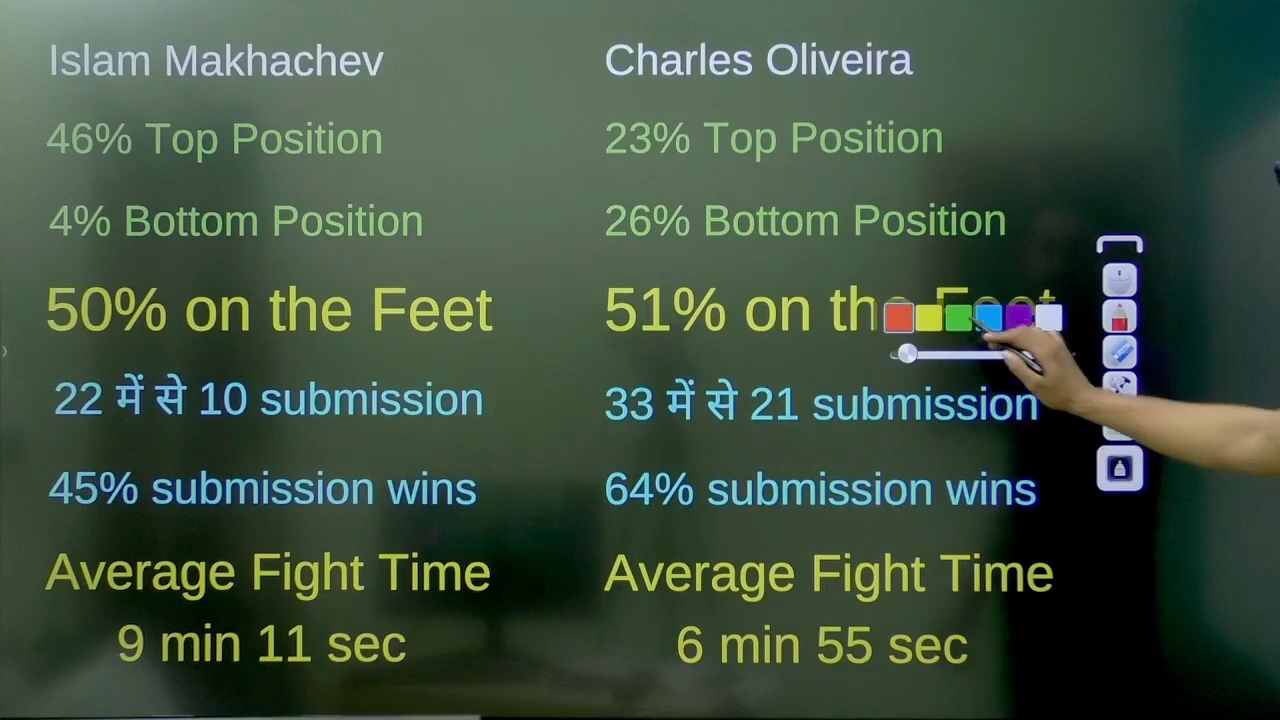 Islam Makhachev
46% Top Position
4% Bottom Position
50% on the Feet
22 में से 10 submission
45% submission wins
Average Fight Time
9 min 11 sec
Charles Oliveira
23% Top Position
26% Bottom Position
51% on the Feet
33 में से 21 submission
64% submission wins
Average Fight Time
6 min 55 sec